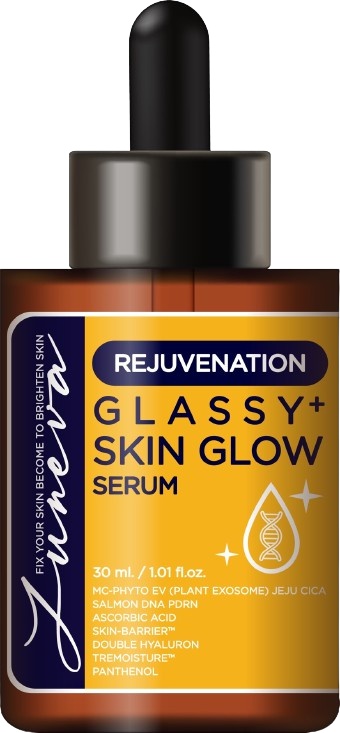 FIX YOUR SKIN BECOME TO BRIGHTEN SKIN
Juneva
REJUVENATION
GLASSY+
SKIN GLOW
SERUM
30 ml. / 1.01 fl.oz.
MC-PHYTO EV (PLANT EXOSOME) JEJU CICA
SALMON DNA PDRN
ASCORBIC ACID
SKIN-BARRIER™
DOUBLE HYALURON
TREMOISTURE™
PANTHENOL